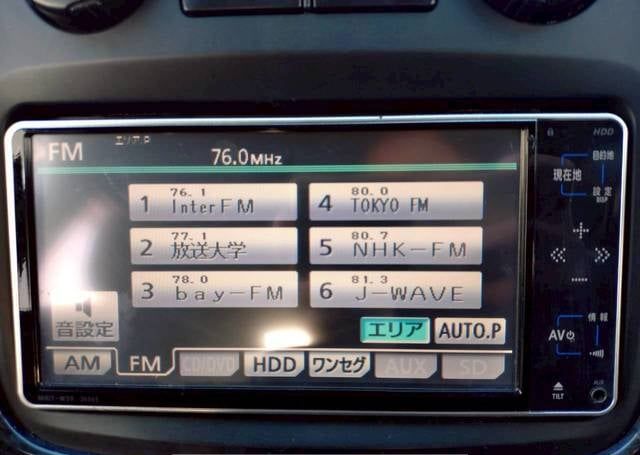 HDD
エリアP
FM
76.0MHz
目的地
現在地
設定
DISP
76.1
1 InterFM
80.0
4 TOKYO FM
77.1
2 放送大学
80.7
5 NHK-FM
78.0
3 bay-FM
81.3
6 J-WAVE
音設定
エリア
AUTO.P
情報
AV
AM
FM
CD/DVD
HDD
ワンセグ
AUX
SD
TILT
AUX